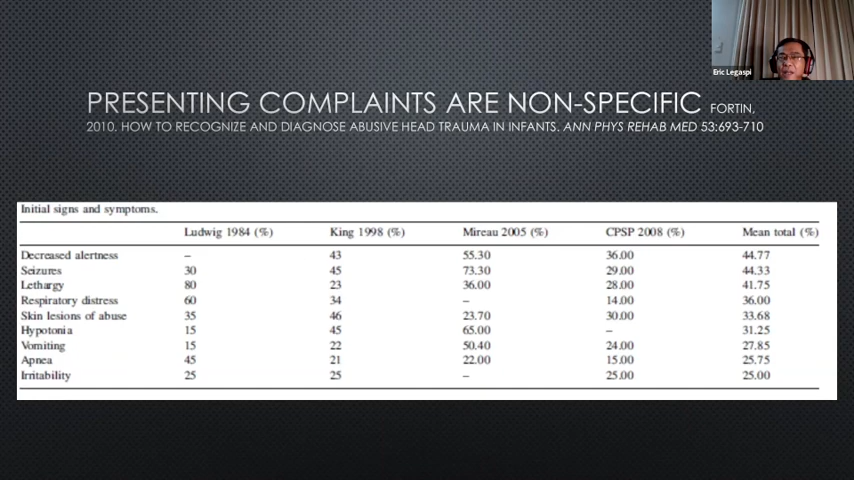 Eric Legaspi
PRESENTING COMPLAINTS ARE NON-SPECIFIC FORTIN,
2010. HOW TO RECOGNIZE AND DIAGNOSE ABUSIVE HEAD TRAUMA IN INFANTS. ANN PHYS REHAB MED 53:693-710
Initial signs and symptoms.
Ludwig 1984 (%) King 1998 (%) Mireau 2005 (%) CPSP 2008 (%) Mean total (%)
Decreased alertness – 43 55.30 36.00 44.77
Seizures 30 45 73.30 29.00 44.33
Lethargy 80 23 36.00 28.00 41.75
Respiratory distress 60 34 – 14.00 36.00
Skin lesions of abuse 35 46 23.70 30.00 33.68
Hypotonia 15 45 65.00 – 31.25
Vomiting 15 22 50.40 24.00 27.85
Apnea 45 21 22.00 15.00 25.75
Irritability 25 25 – 25.00 25.00